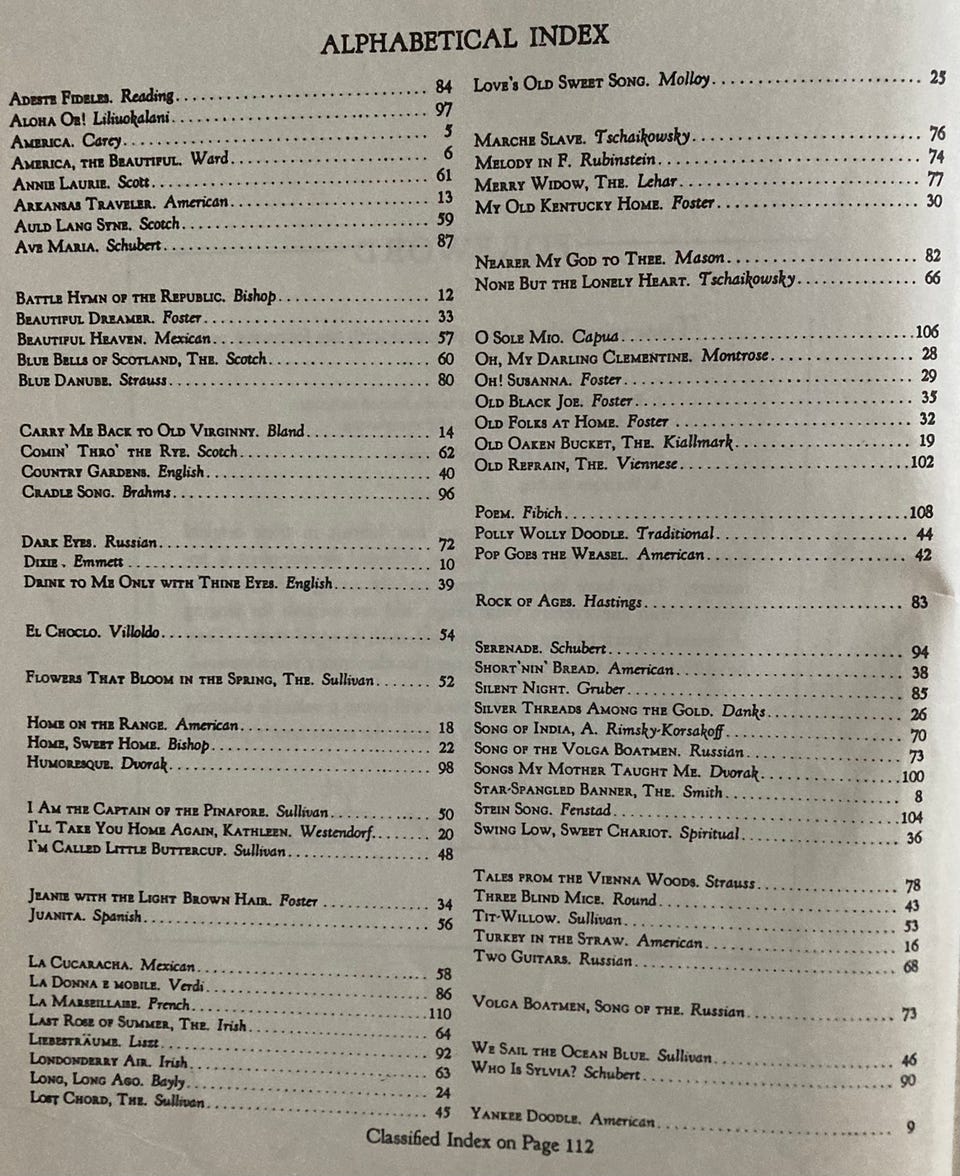 ALPHABETICAL INDEX
ADESTE FIDELES. Reading.......... 84
ALOHA OE! Liliuokalani.......... 97
AMERICA. Carey.......... 5
AMERICA, THE BEAUTIFUL. Ward.......... 6
ANNIE LAURIE. Scott.......... 61
ARKANSAS TRAVELER. American.......... 13
AULD LANG SYNE. Scotch.......... 59
AVE MARIA. Schubert.......... 87
BATTLE HYMN OF THE REPUBLIC. Bishop.......... 12
BEAUTIFUL DREAMER. Foster.......... 33
BEAUTIFUL HEAVEN. Mexican.......... 57
BLUE BELLS OF SCOTLAND, THE. Scotch.......... 60
BLUE DANUBE. Strauss.......... 80
CARRY ME BACK TO OLD VIRGINNY. Bland.......... 14
COMIN' THRO' THE RYE. Scotch.......... 62
COUNTRY GARDENS. English.......... 40
CRADLE SONG. Brahms.......... 96
DARK EYES. Russian.......... 72
DIXIE. Emmett.......... 10
DRINK TO ME ONLY WITH THINE EYES. English.......... 39
EL CHOCLO. Villoldo.......... 54
FLOWERS THAT BLOOM IN THE SPRING, THE. Sullivan.......... 52
HOME ON THE RANGE. American.......... 18
HOME, SWEET HOME. Bishop.......... 22
HUMORESQUE. Dvorak.......... 98
I AM THE CAPTAIN OF THE PINAFORE. Sullivan.......... 50
I'LL TAKE YOU HOME AGAIN, KATHLEEN. Westendorf.......... 20
I'M CALLED LITTLE BUTTERCUP. Sullivan.......... 48
JEANIE WITH THE LIGHT BROWN HAIR. Foster.......... 34
JUANITA. Spanish.......... 56
LA CUCARACHA. Mexican.......... 58
LA DONNA E MOBILE. Verdi.......... 86
LA MARSEILLAISE. French.......... 110
LAST ROSE OF SUMMER, THE. Irish.......... 64
LIEBESTRÄUME. Liszt.......... 92
LONDONDERRY AIR. Irish.......... 63
LONG, LONG AGO. Bayly.......... 24
LOST CHORD, THE. Sullivan.......... 45
LOVE'S OLD SWEET SONG. Molloy.......... 25
MARCHE SLAVE. Tschaikowsky.......... 76
MELODY IN F. Rubinstein.......... 74
MERRY WIDOW, THE. Lehar.......... 77
MY OLD KENTUCKY HOME. Foster.......... 30
NEARER MY GOD TO THEE. Mason.......... 82
NONE BUT THE LONELY HEART. Tschaikowsky.......... 66
O SOLE MIO. Capua.......... 106
OH, MY DARLING CLEMENTINE. Montrose.......... 28
OH! SUSANNA. Foster.......... 29
OLD BLACK JOE. Foster.......... 35
OLD FOLKS AT HOME. Foster.......... 32
OLD OAKEN BUCKET, THE. Kiallmark.......... 19
OLD REFRAIN, THE. Viennese.......... 102
POEM. Fibich.......... 108
POLLY WOLLY DOODLE. Traditional.......... 44
POP GOES THE WEASEL. American.......... 42
ROCK OF AGES. Hastings.......... 83
SERENADE. Schubert.......... 94
SHORT'NIN' BREAD. American.......... 38
SILENT NIGHT. Gruber.......... 85
SILVER THREADS AMONG THE GOLD. Danks.......... 26
SONG OF INDIA, A. Rimsky-Korsakoff.......... 70
SONG OF THE VOLGA BOATMEN. Russian.......... 73
SONGS MY MOTHER TAUGHT ME. Dvorak.......... 100
STAR-SPANGLED BANNER, THE. Smith.......... 8
STEIN SONG. Fenstad.......... 104
SWING LOW, SWEET CHARIOT. Spiritual.......... 36
TALES FROM THE VIENNA WOODS. Strauss.......... 78
THREE BLIND MICE. Round.......... 43
TIT-WILLOW. Sullivan.......... 53
TURKEY IN THE STRAW. American.......... 16
TWO GUITARS. Russian.......... 68
VOLGA BOATMEN, SONG OF THE. Russian.......... 73
WE SAIL THE OCEAN BLUE. Sullivan.......... 46
WHO IS SYLVIA? Schubert.......... 90
YANKEE DOODLE. American.......... 9
Classified Index on Page 112